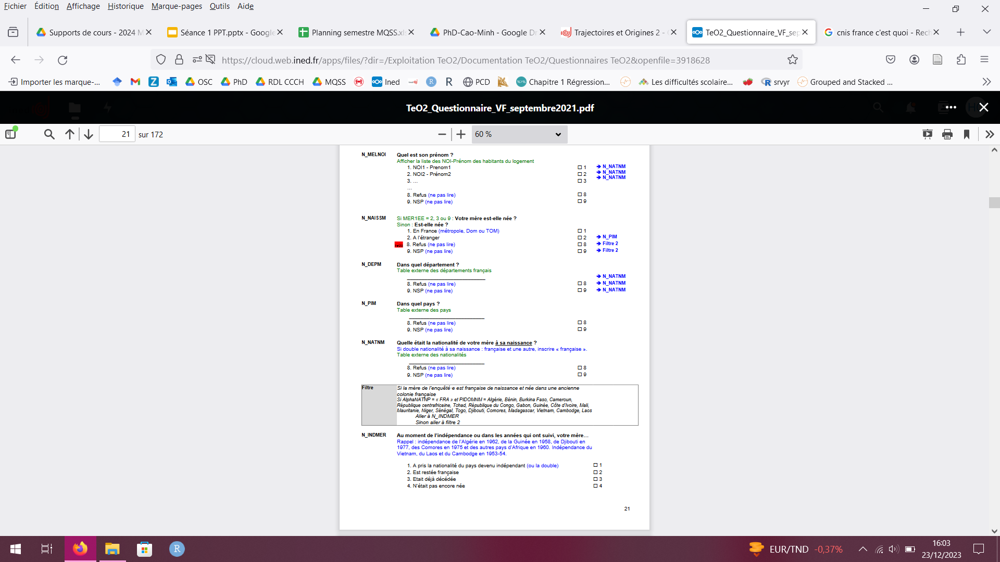 Fichier Édition Affichage Historique Marque-pages Outils Aide
Supports de cours - 2024 M
Séance 1 PPT.pptx - Google
Planning semestre MQSS.xls
PhD-Cao-Minh - Google Dr
Trajectoires et Origines 2 -
TeO2_Questionnaire_VF_sep
cnis france c'est quoi - Rech
https://cloud.web.ined.fr/apps/files/?dir=/Exploitation TeO2/Documentation TeO2/Questionnaires TeO2&openfile=3918628
Importer les marque-...
OSC
PhD
RDL CCCH
MQSS
Ined
R
R
PCD
Chapitre 1 Régression...
Les difficultés scolaire...
srvyr
Grouped and Stacked ...
TeO2_Questionnaire_VF_septembre2021.pdf
21 sur 172
60 %
N_MELNOI Quel est son prénom ?
Afficher la liste des NOI-Prénom des habitants du logement
1. NOI1 - Prenom1 ☐ 1 ➔ N_NATNM
2. NOI2 - Prénom2 ☐ 2 ➔ N_NATNM
3. ... ☐ 3 ➔ N_NATNM
...
8. Refus (ne pas lire) ☐ 8
9. NSP (ne pas lire) ☐ 9
N_NAISSM Si MER1EE = 2, 3 ou 9 : Votre mère est-elle née ?
Sinon : Est-elle née ?
1. En France (métropole, Dom ou TOM) ☐ 1
2. A l'étranger ☐ 2 ➔ N_PIM
8. Refus (ne pas lire) ☐ 8 ➔ Filtre 2
9. NSP (ne pas lire) ☐ 9 ➔ Filtre 2
N_DEPM Dans quel département ?
Table externe des départements français
➔ N_NATNM
8. Refus (ne pas lire) ☐ 8 ➔ N_NATNM
9. NSP (ne pas lire) ☐ 9 ➔ N_NATNM
N_PIM Dans quel pays ?
Table externe des pays
8. Refus (ne pas lire) ☐ 8
9. NSP (ne pas lire) ☐ 9
N_NATNM Quelle était la nationalité de votre mère à sa naissance ?
Si double nationalité à sa naissance : française et une autre, inscrire « française ».
Table externe des nationalités
8. Refus (ne pas lire) ☐ 8
9. NSP (ne pas lire) ☐ 9
Filtre Si la mère de l'enquêté·e est française de naissance et née dans une ancienne
colonie française
Si AlphaNATNP = « FRA » et PIDOMNM = Algérie, Bénin, Burkina Faso, Cameroun,
République centrafricaine, Tchad, République du Congo, Gabon, Guinée, Côte d'Ivoire, Mali,
Mauritanie, Niger, Sénégal, Togo, Djibouti, Comores, Madagascar, Vietnam, Cambodge, Laos
Aller à N_INDMER
Sinon aller à filtre 2
N_INDMER Au moment de l'indépendance ou dans les années qui ont suivi, votre mère...
Rappel : indépendance de l'Algérie en 1962, de la Guinée en 1958, de Djibouti en
1977, des Comores en 1975 et des autres pays d'Afrique en 1960. Indépendance du
Vietnam, du Laos et du Cambodge en 1953-54.
1. A pris la nationalité du pays devenu indépendant (ou la double) ☐ 1
2. Est restée française ☐ 2
3. Etait déjà décédée ☐ 3
4. N'était pas encore née ☐ 4
21
EUR/TND -0,37%
16:03
23/12/2023